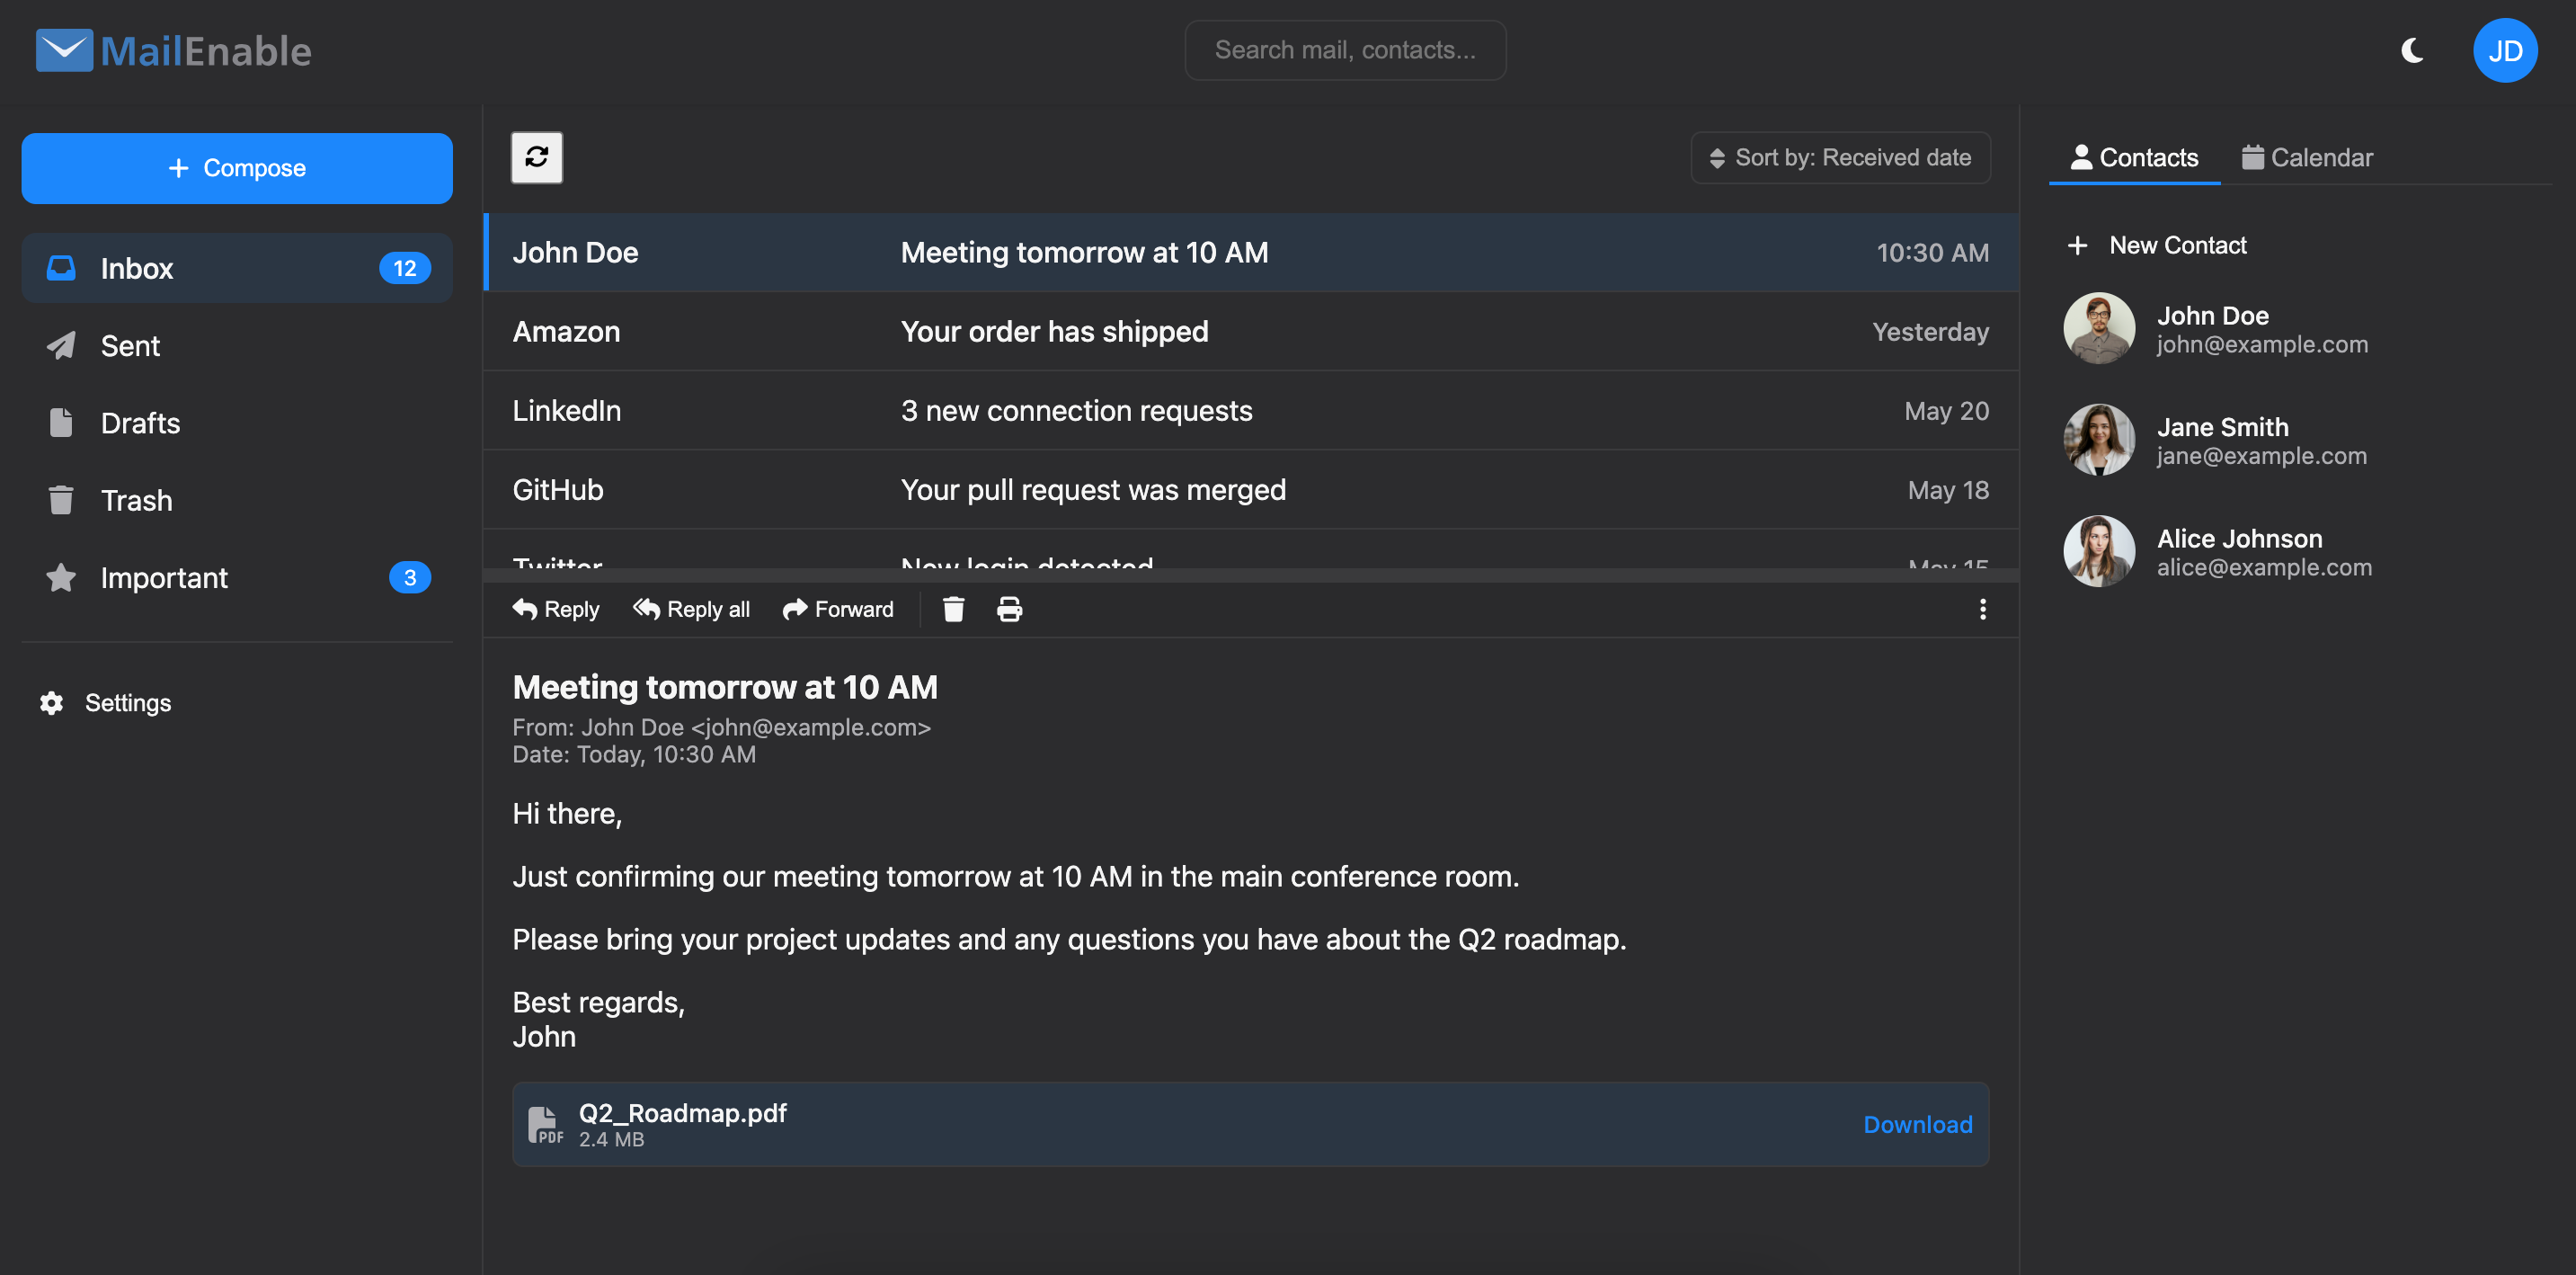 MailEnable
Search mail, contacts...
JD
Compose
Inbox 12
Sent
Drafts
Trash
Important 3
Settings
Sort by: Received date
John Doe Meeting tomorrow at 10 AM 10:30 AM
Amazon Your order has shipped Yesterday
LinkedIn 3 new connection requests May 20
GitHub Your pull request was merged May 18
Twitter New login detected May 15
Reply Reply all Forward
Meeting tomorrow at 10 AM
From: John Doe <john@example.com>
Date: Today, 10:30 AM
Hi there,
Just confirming our meeting tomorrow at 10 AM in the main conference room.
Please bring your project updates and any questions you have about the Q2 roadmap.
Best regards,
John
PDF
Q2_Roadmap.pdf
2.4 MB
Download
Contacts Calendar
New Contact
John Doe
john@example.com
Jane Smith
jane@example.com
Alice Johnson
alice@example.com